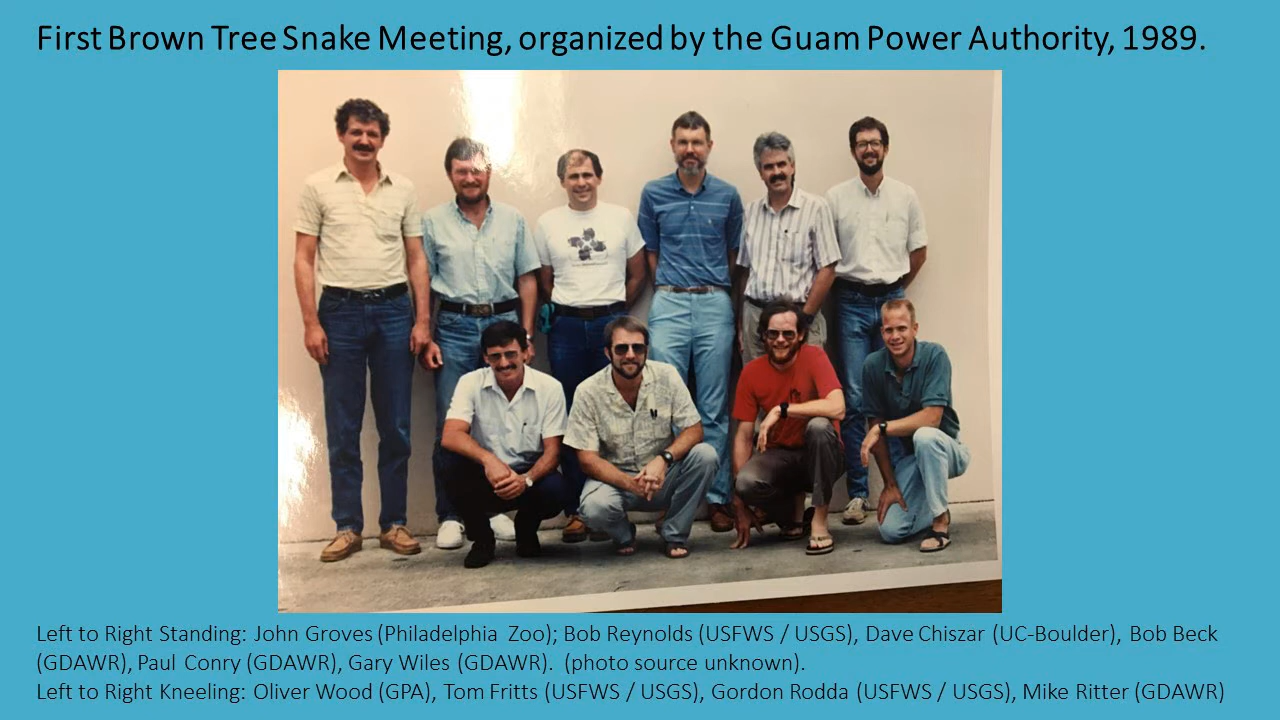 First Brown Tree Snake Meeting, organized by the Guam Power Authority, 1989.
Left to Right Standing: John Groves (Philadelphia Zoo); Bob Reynolds (USFWS / USGS), Dave Chiszar (UC-Boulder), Bob Beck
(GDAWR), Paul Conry (GDAWR), Gary Wiles (GDAWR). (photo source unknown).
Left to Right Kneeling: Oliver Wood (GPA), Tom Fritts (USFWS / USGS), Gordon Rodda (USFWS / USGS), Mike Ritter (GDAWR)